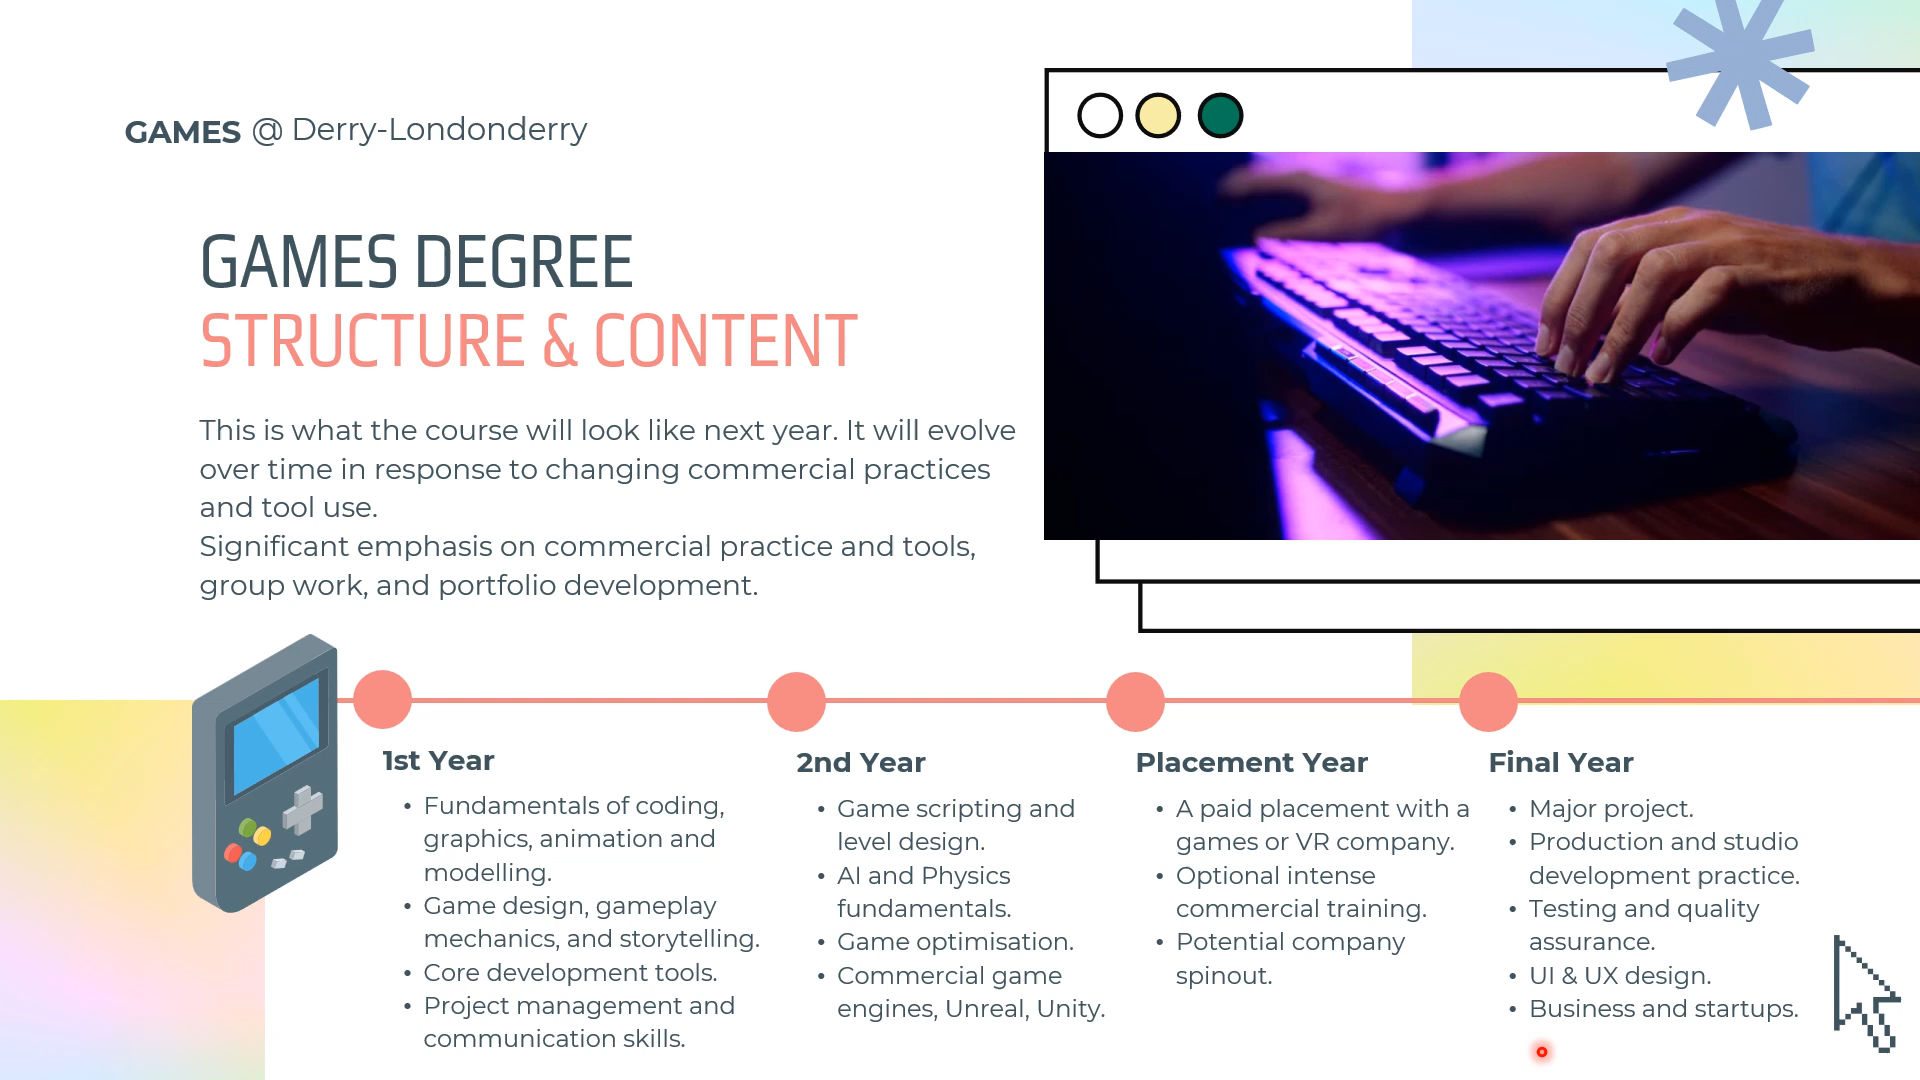 GAMES @ Derry-Londonderry
GAMES DEGREE
STRUCTURE & CONTENT
This is what the course will look like next year. It will evolve
over time in response to changing commercial practices
and tool use.
Significant emphasis on commercial practice and tools,
group work, and portfolio development.
1st Year
• Fundamentals of coding,
graphics, animation and
modelling.
• Game design, gameplay
mechanics, and storytelling.
• Core development tools.
• Project management and
communication skills.
2nd Year
• Game scripting and
level design.
• AI and Physics
fundamentals.
• Game optimisation.
• Commercial game
engines, Unreal, Unity.
Placement Year
• A paid placement with a
games or VR company.
• Optional intense
commercial training.
• Potential company
spinout.
Final Year
• Major project.
• Production and studio
development practice.
• Testing and quality
assurance.
• UI & UX design.
• Business and startups.